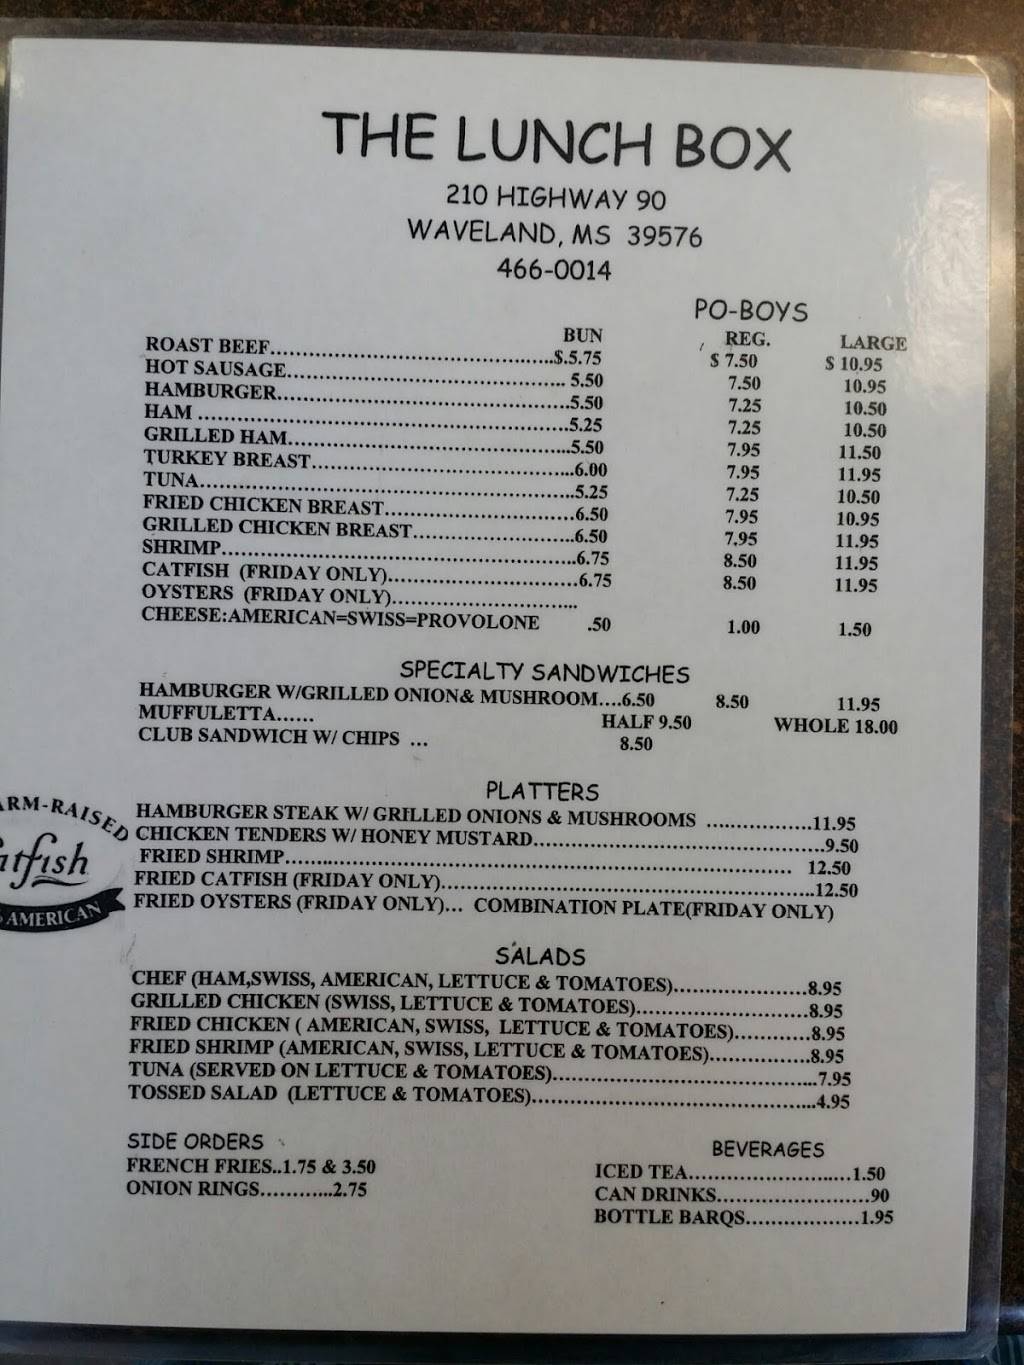 THE LUNCH BOX
210 HIGHWAY 90
WAVELAND, MS 39576
466-0014
PO-BOYS
BUN REG. LARGE
ROAST BEEF..........$.5.75 $ 7.50 $ 10.95
HOT SAUSAGE.......... 5.50 7.50 10.95
HAMBURGER..........5.50 7.25 10.50
HAM ..........5.25 7.25 10.50
GRILLED HAM..........5.50 7.95 11.50
TURKEY BREAST..........6.00 7.95 11.95
TUNA..........5.25 7.25 10.50
FRIED CHICKEN BREAST..........6.50 7.95 10.95
GRILLED CHICKEN BREAST..........6.50 7.95 11.95
SHRIMP..........6.75 8.50 11.95
CATFISH (FRIDAY ONLY)..........6.75 8.50 11.95
OYSTERS (FRIDAY ONLY)..........
CHEESE:AMERICAN=SWISS=PROVOLONE .50 1.00 1.50
SPECIALTY SANDWICHES
HAMBURGER W/GRILLED ONION& MUSHROOM....6.50 8.50 11.95
MUFFULETTA...... HALF 9.50 WHOLE 18.00
CLUB SANDWICH W/ CHIPS ... 8.50
PLATTERS
HAMBURGER STEAK W/ GRILLED ONIONS & MUSHROOMS ..........11.95
CHICKEN TENDERS W/ HONEY MUSTARD..........9.50
FRIED SHRIMP.......... 12.50
FRIED CATFISH (FRIDAY ONLY)..........12.50
FRIED OYSTERS (FRIDAY ONLY)... COMBINATION PLATE(FRIDAY ONLY)
ARM-RAISED
atfish
AMERICAN
SALADS
CHEF (HAM,SWISS, AMERICAN, LETTUCE & TOMATOES)..........8.95
GRILLED CHICKEN (SWISS, LETTUCE & TOMATOES)..........8.95
FRIED CHICKEN ( AMERICAN, SWISS, LETTUCE & TOMATOES)..........8.95
FRIED SHRIMP (AMERICAN, SWISS, LETTUCE & TOMATOES)..........8.95
TUNA (SERVED ON LETTUCE & TOMATOES)..........7.95
TOSSED SALAD (LETTUCE & TOMATOES)..........4.95
SIDE ORDERS
FRENCH FRIES..1.75 & 3.50
ONION RINGS...........2.75
BEVERAGES
ICED TEA..........1.50
CAN DRINKS..........90
BOTTLE BARQS..........1.95